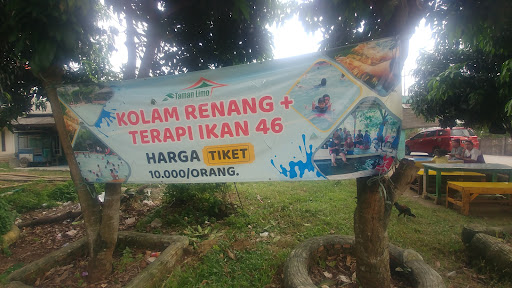 Taman Limo
KOLAM RENANG +
TERAPI IKAN 46
HARGA TIKET
10.000/ORANG.